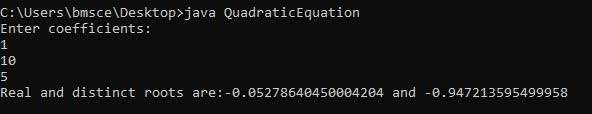 C:\Users\bmsce\Desktop>java QuadraticEquation
Enter coefficients:
1
10
5
Real and distinct roots are:-0.05278640450004204 and -0.947213595499958